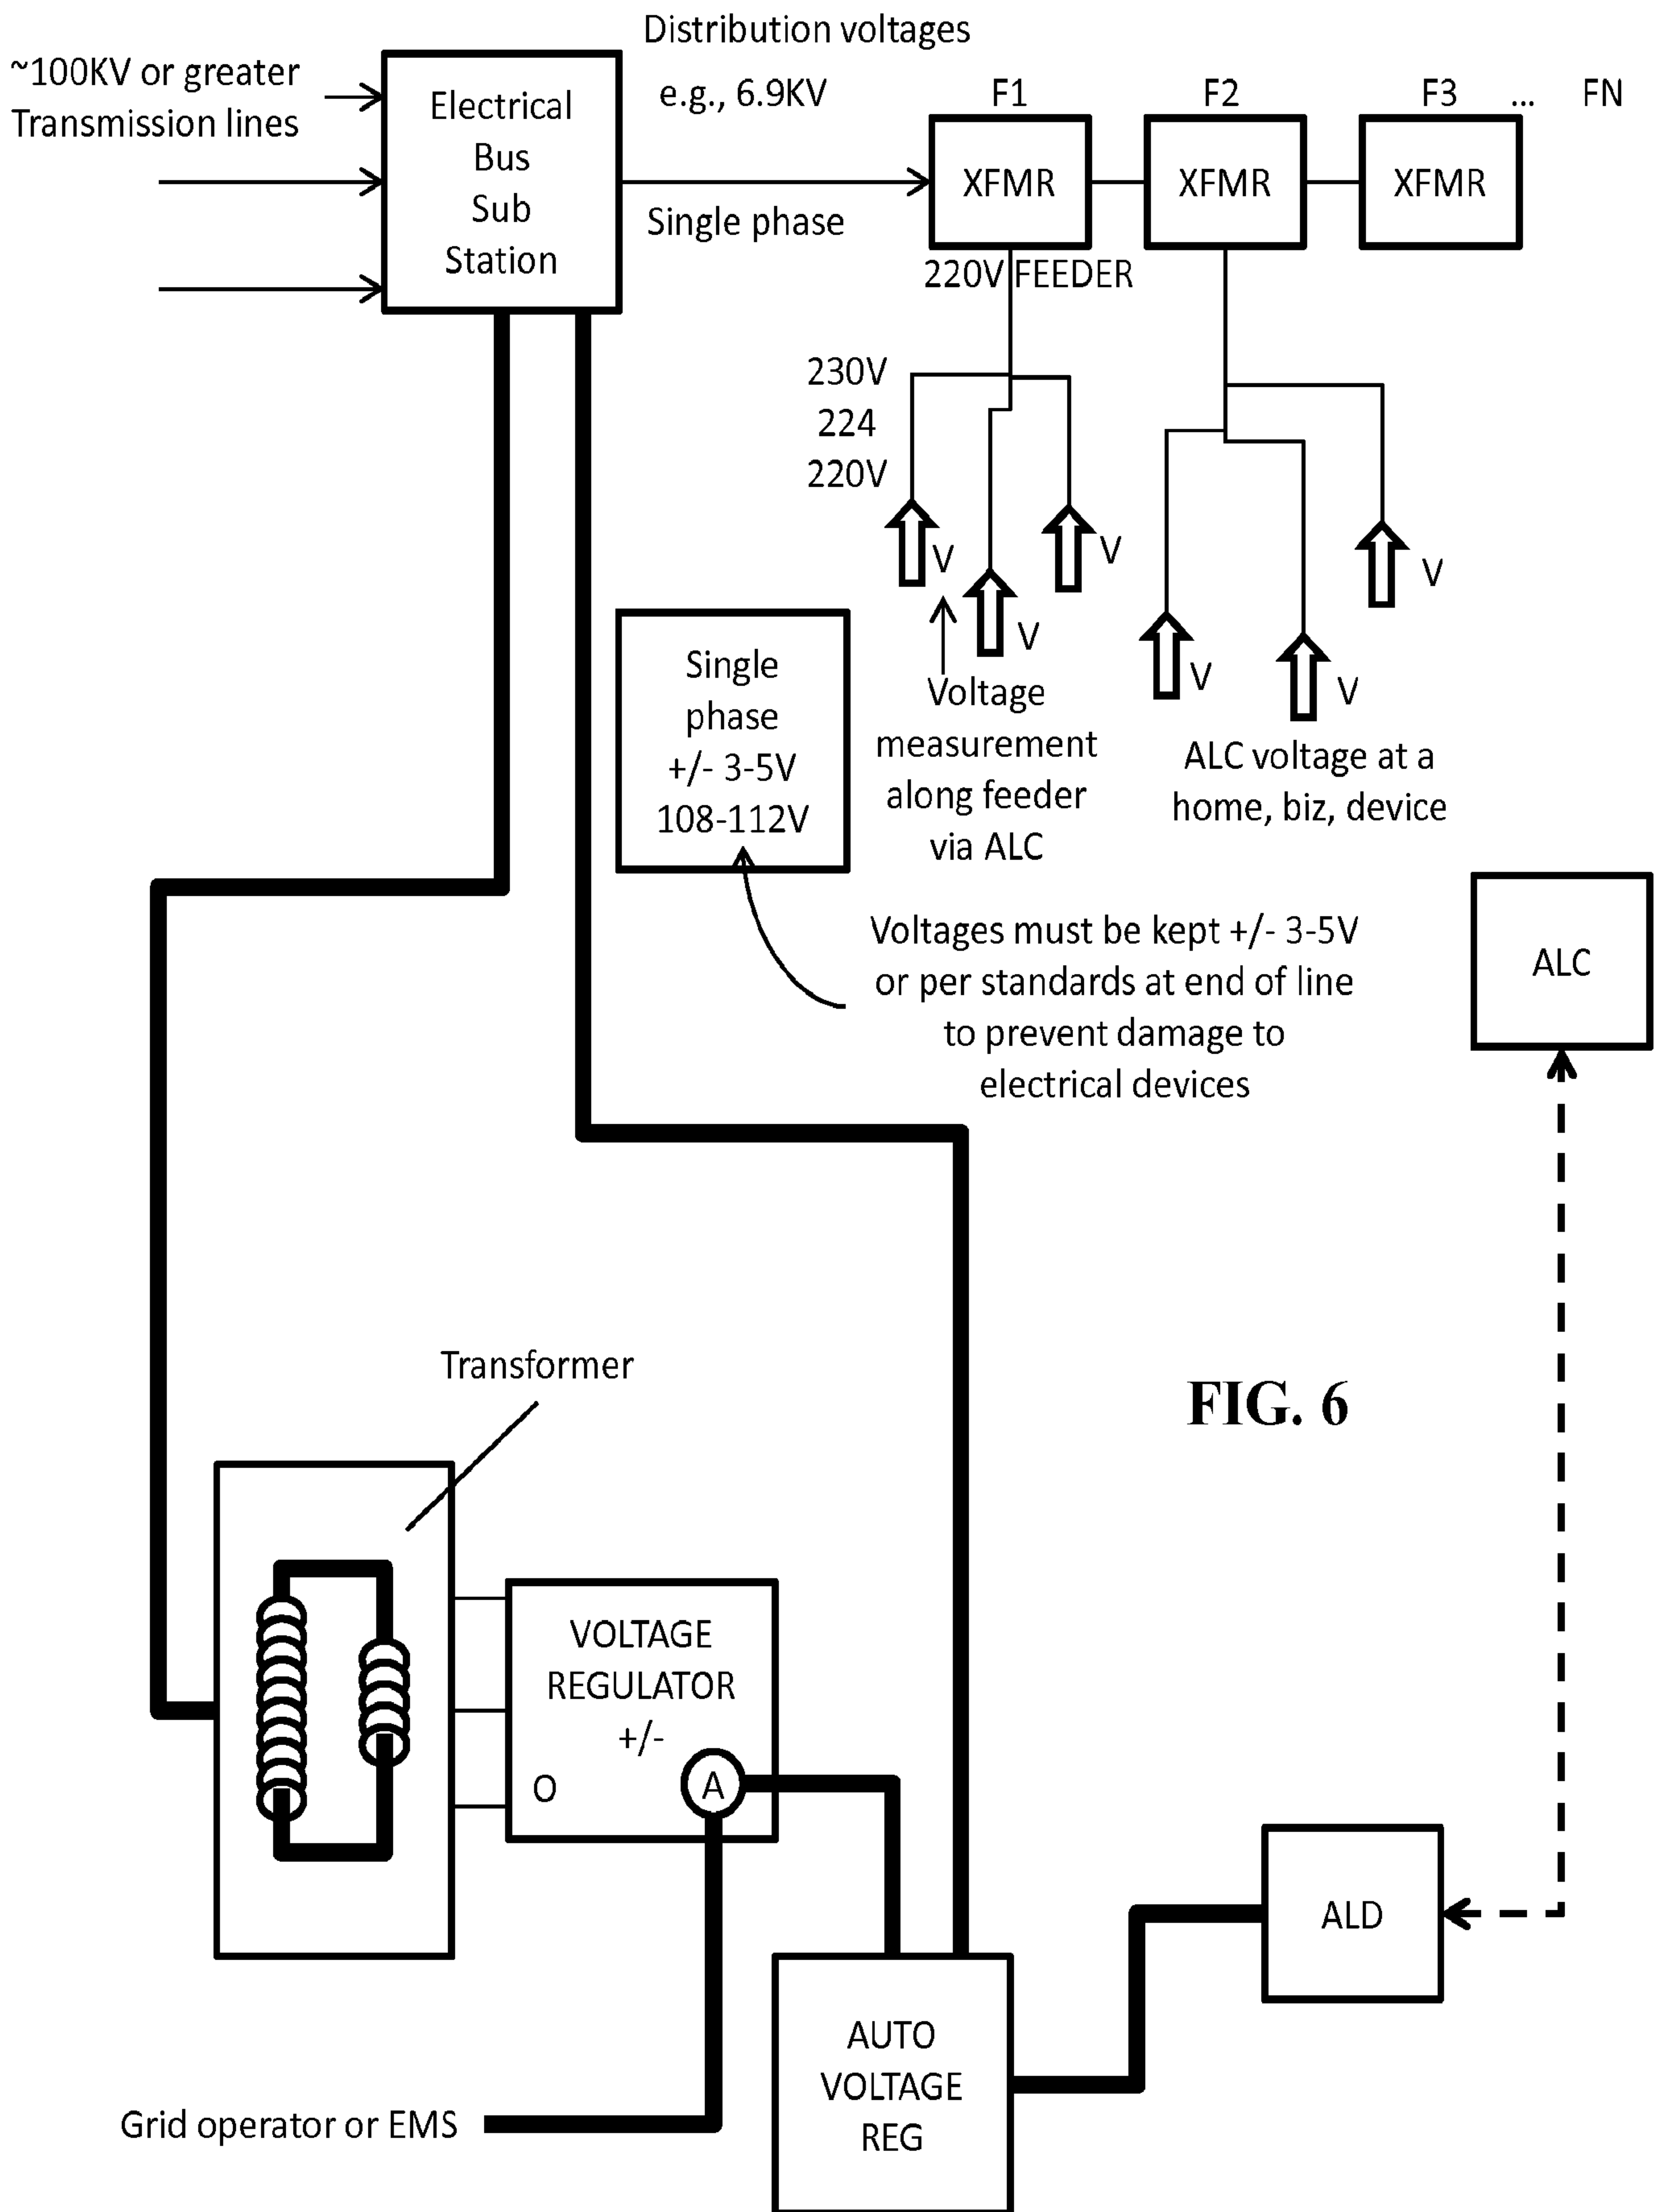 ~100KV or greater
Transmission lines
Electrical
Bus
Sub
Station
Distribution voltages
e.g., 6.9KV
Single phase
F1
F2
F3
...
FN
XFMR
XFMR
XFMR
220V FEEDER
230V
224
220V
V
V
V
V
V
V
Voltage
measurement
along feeder
via ALC
ALC voltage at a
home, biz, device
Single
phase
+/- 3-5V
108-112V
Voltages must be kept +/- 3-5V
or per standards at end of line
to prevent damage to
electrical devices
ALC
FIG. 6
Transformer
VOLTAGE
REGULATOR
+/-
O
A
ALD
AUTO
VOLTAGE
REG
Grid operator or EMS